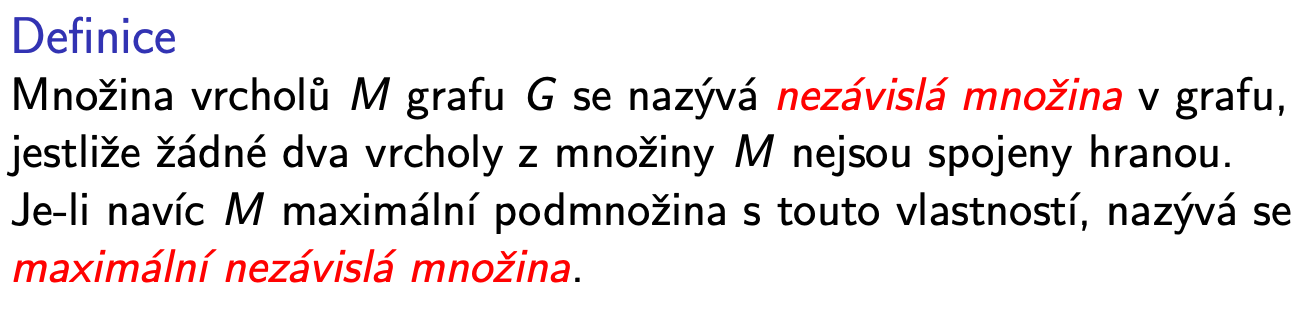 Definice
Množina vrcholů M grafu G se nazývá nezávislá množina v grafu,
jestliže žádné dva vrcholy z množiny M nejsou spojeny hranou.
Je-li navíc M maximální podmnožina s touto vlastností, nazývá se
maximální nezávislá množina.